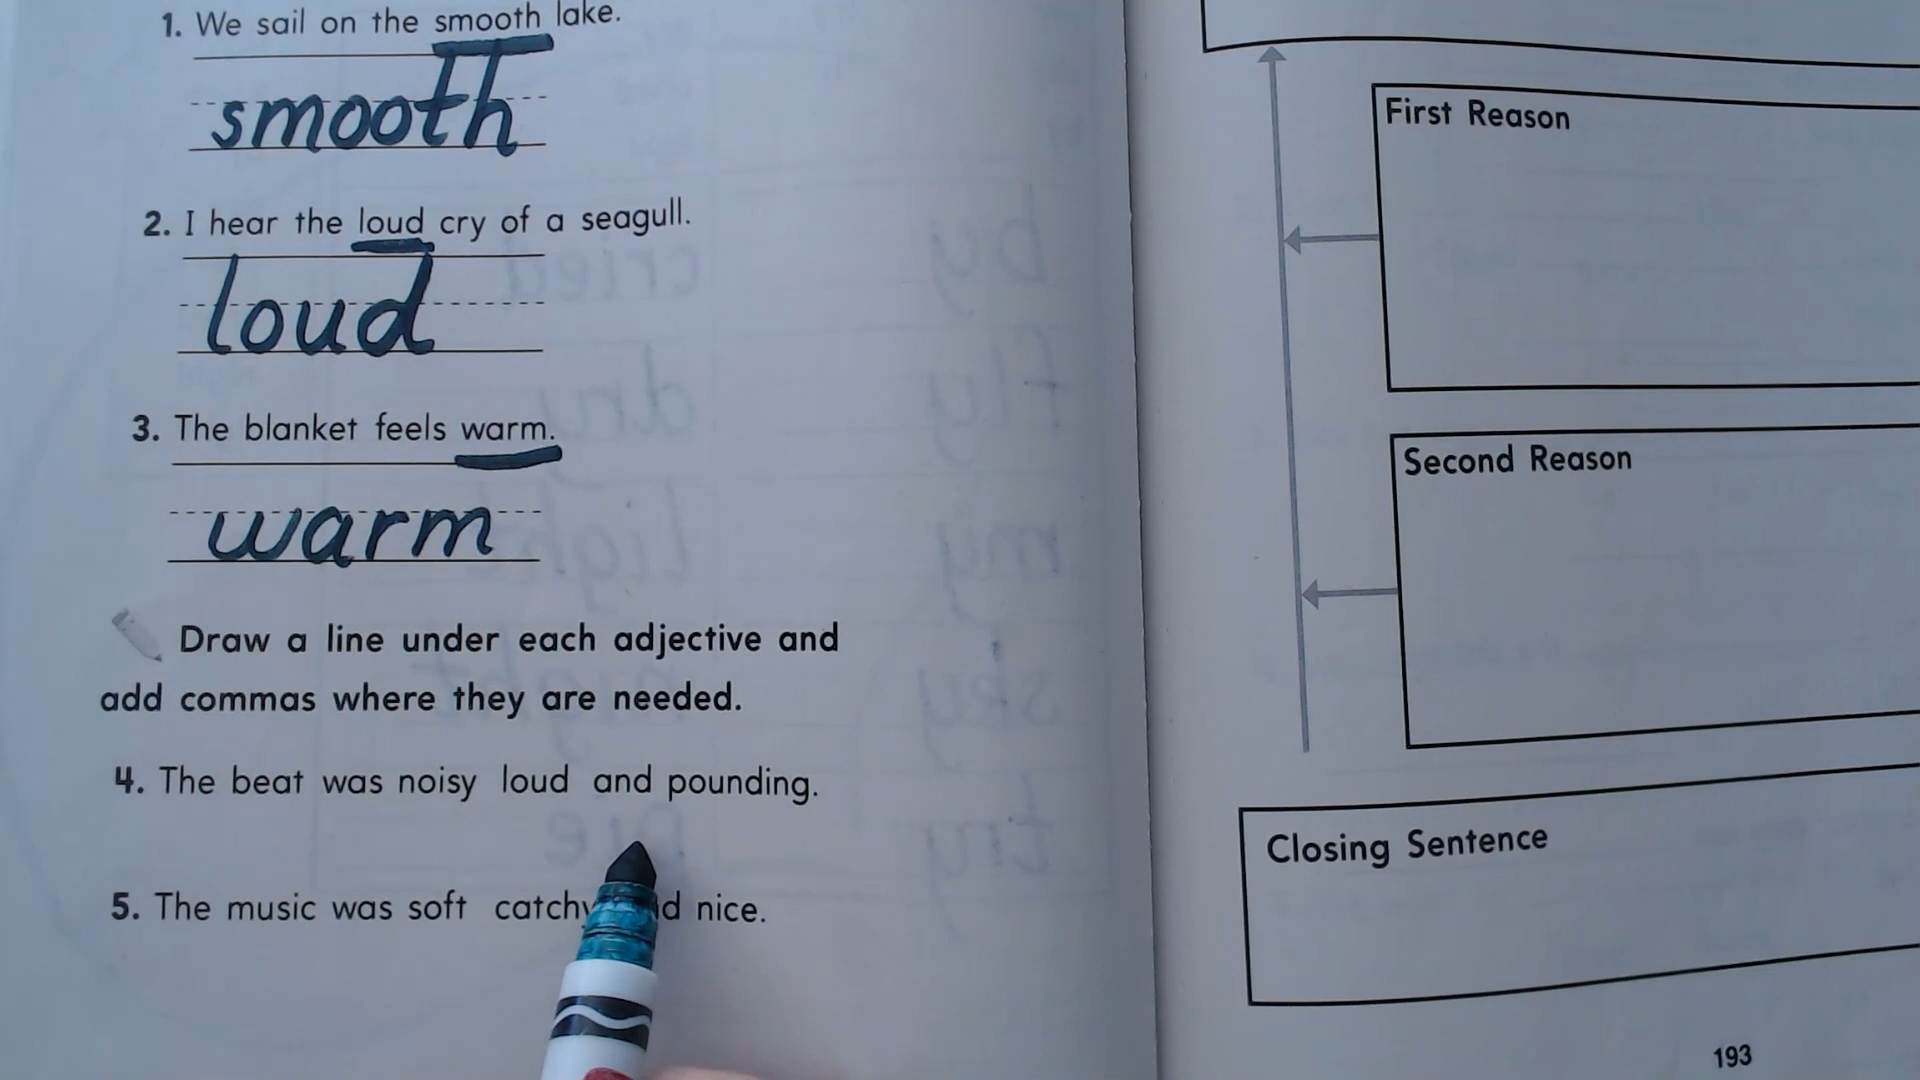 1. We sail on the smooth lake.
smooth
2. I hear the loud cry of a seagull.
loud
3. The blanket feels warm.
warm
Draw a line under each adjective and
add commas where they are needed.
4. The beat was noisy loud and pounding.
5. The music was soft catchy nice.
First Reason
Second Reason
Closing Sentence
193